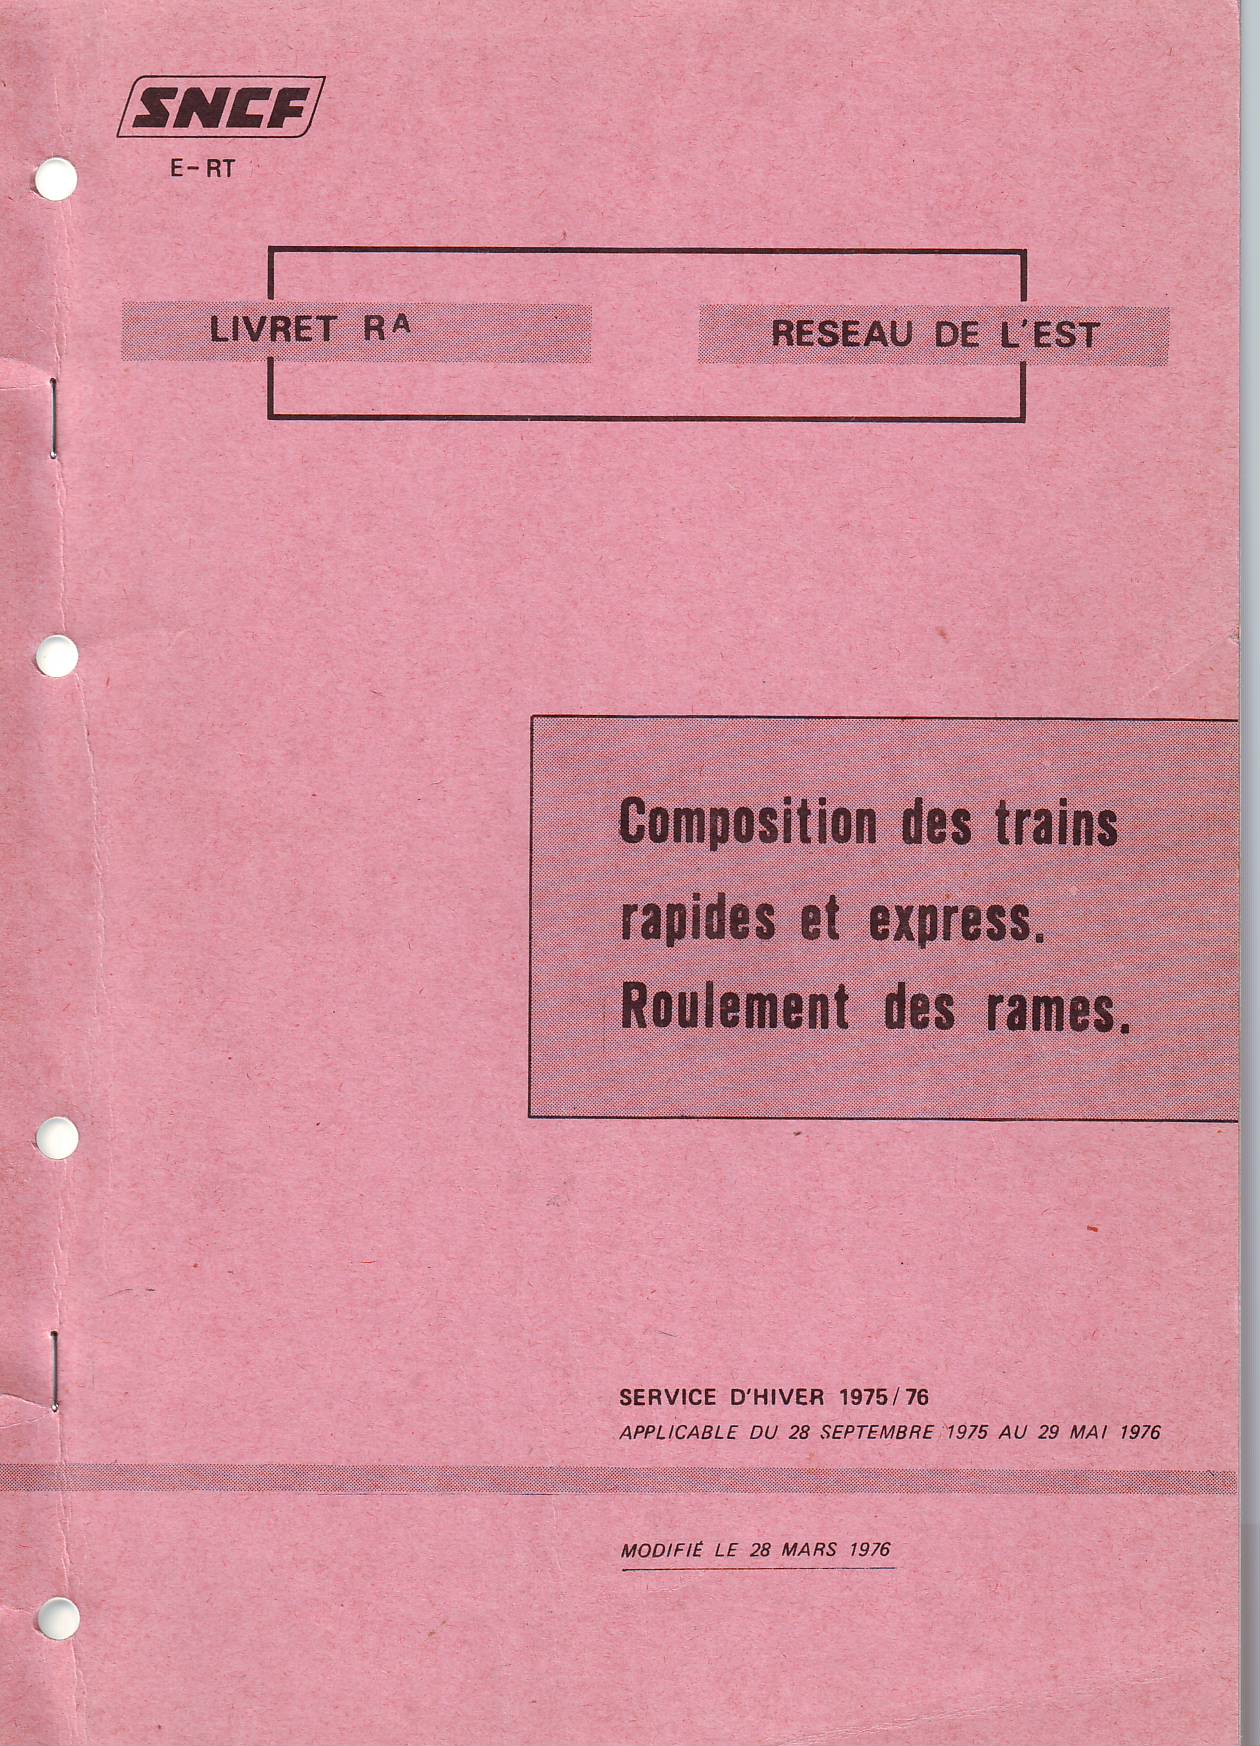 SNCF
E-RT
LIVRET RA
RESEAU DE L'EST
Composition des trains
rapides et express.
Roulement des rames.
SERVICE D'HIVER 1975/76
APPLICABLE DU 28 SEPTEMBRE 1975 AU 29 MAI 1976
MODIFIÉ LE 28 MARS 1976